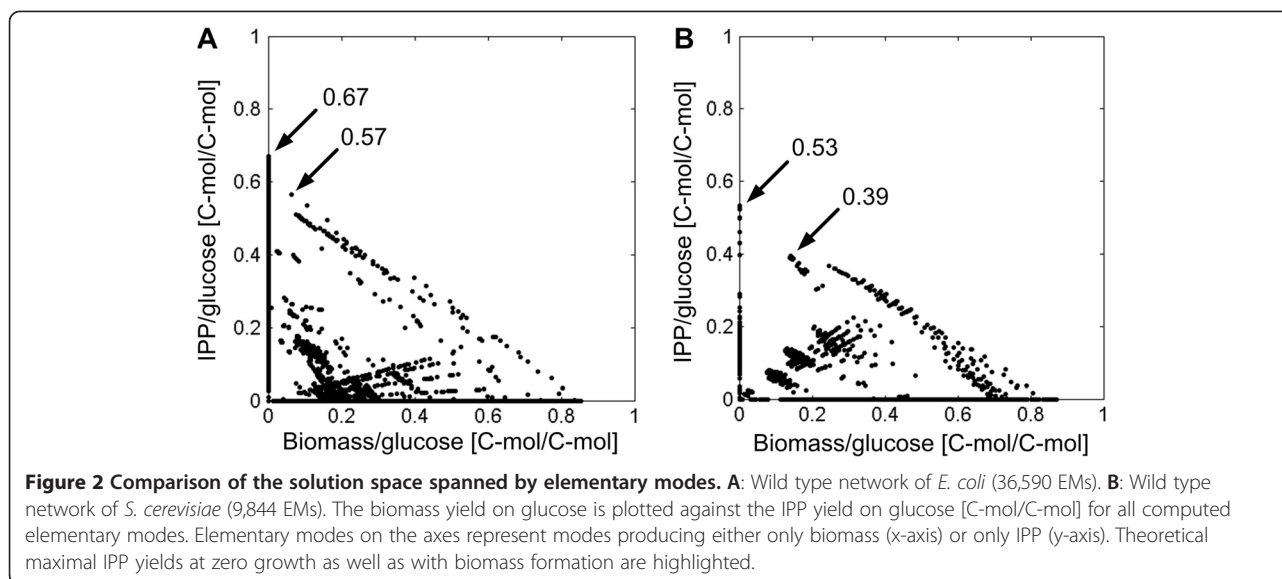 A
B
0.67
0.57
0.53
0.39
1
0.8
0.6
0.4
0.2
0
0 0.2 0.4 0.6 0.8 1
IPP/glucose [C-mol/C-mol]
Biomass/glucose [C-mol/C-mol]
1
0.8
0.6
0.4
0.2
0
0 0.2 0.4 0.6 0.8 1
IPP/glucose [C-mol/C-mol]
Biomass/glucose [C-mol/C-mol]
Figure 2 Comparison of the solution space spanned by elementary modes. A: Wild type network of E. coli (36,590 EMs). B: Wild type
network of S. cerevisiae (9,844 EMs). The biomass yield on glucose is plotted against the IPP yield on glucose [C-mol/C-mol] for all computed
elementary modes. Elementary modes on the axes represent modes producing either only biomass (x-axis) or only IPP (y-axis). Theoretical
maximal IPP yields at zero growth as well as with biomass formation are highlighted.